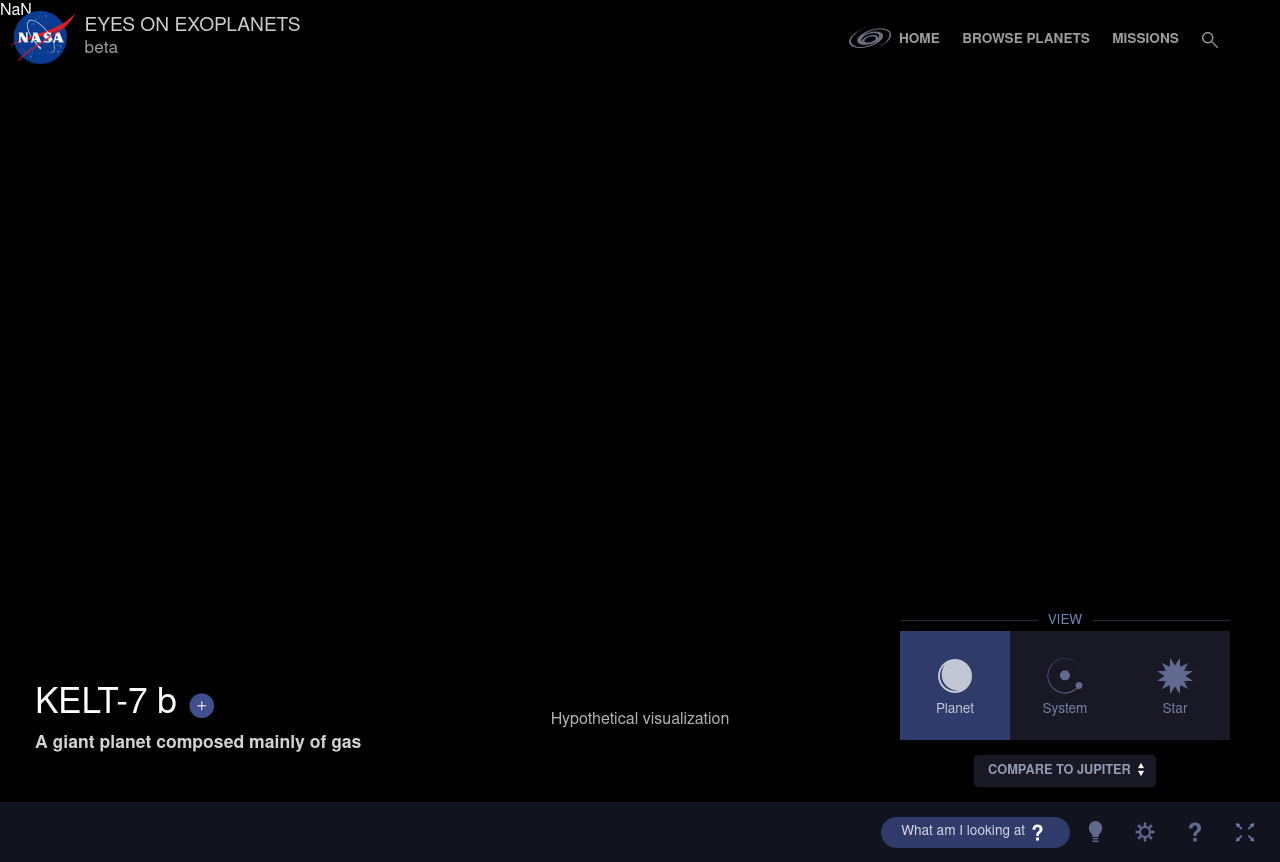 NaN
NASA
EYES ON EXOPLANETS
beta
HOME
BROWSE PLANETS
MISSIONS
VIEW
Planet
System
Star
COMPARE TO JUPITER
KELT-7 b +
A giant planet composed mainly of gas
Hypothetical visualization
What am I looking at ?
?